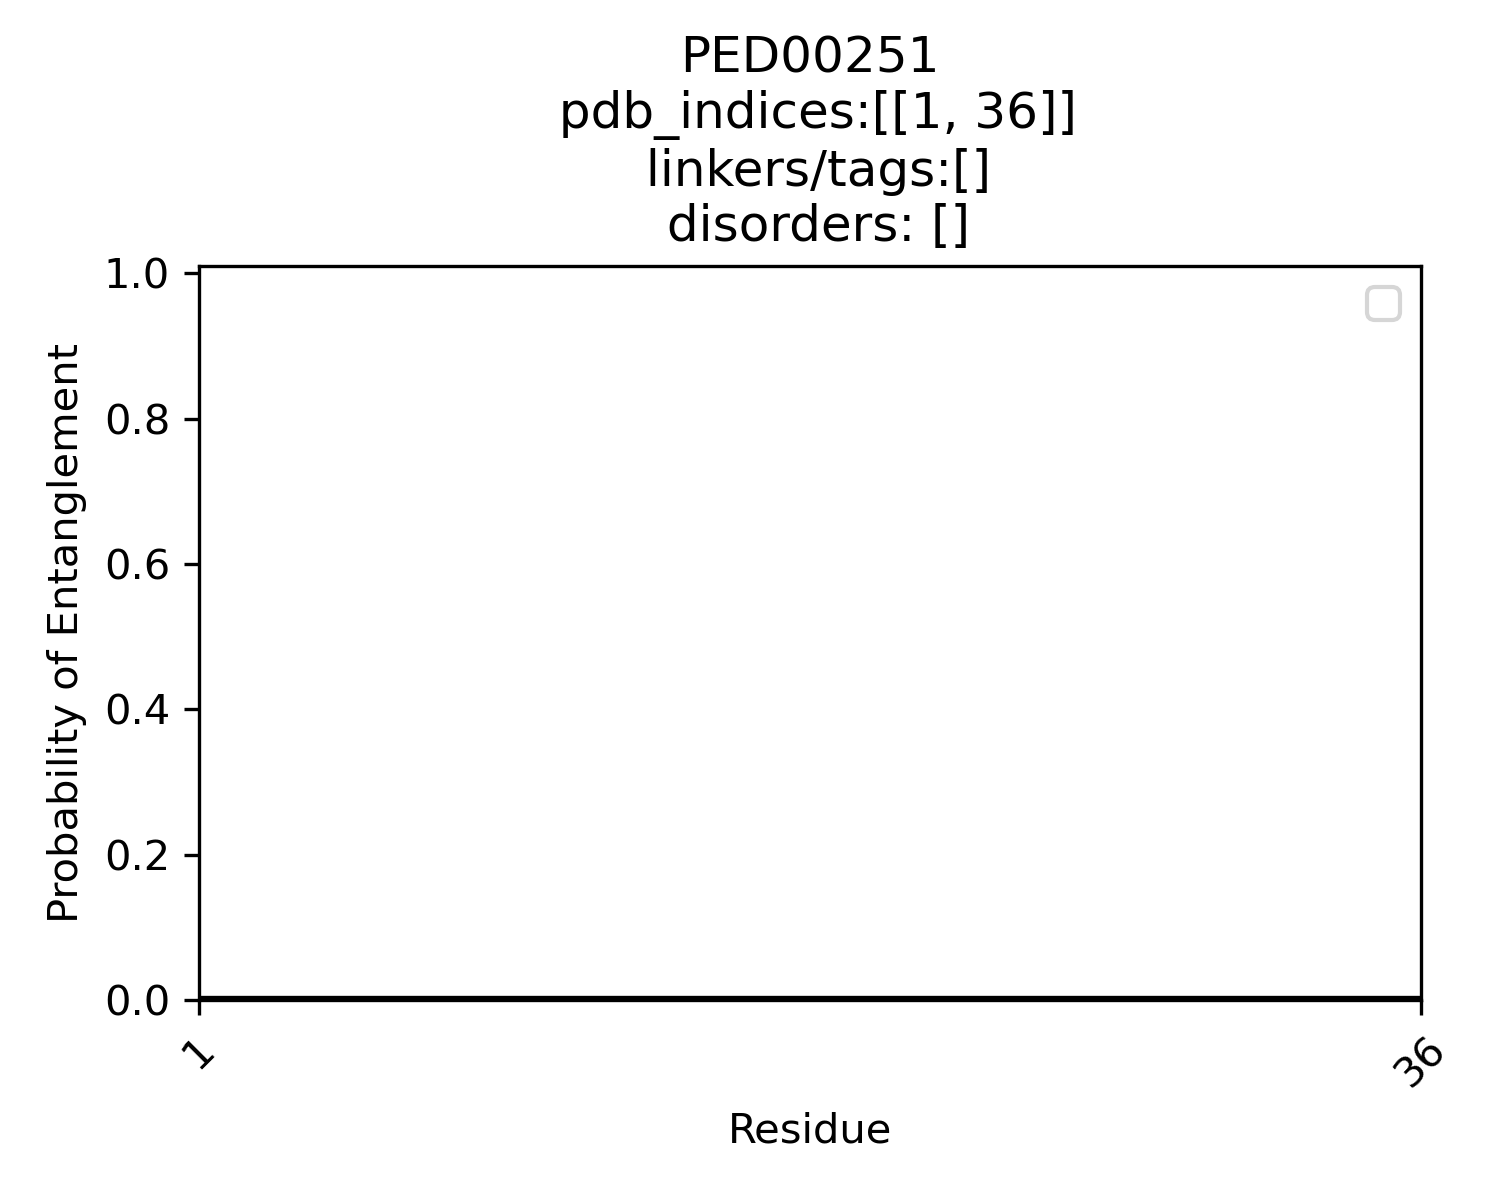 PED00251
pdb_indices:[[1, 36]]
linkers/tags:[]
disorders: []
1.0
0.8
0.6
0.4
0.2
0.0
Probability of Entanglement
1
36
Residue